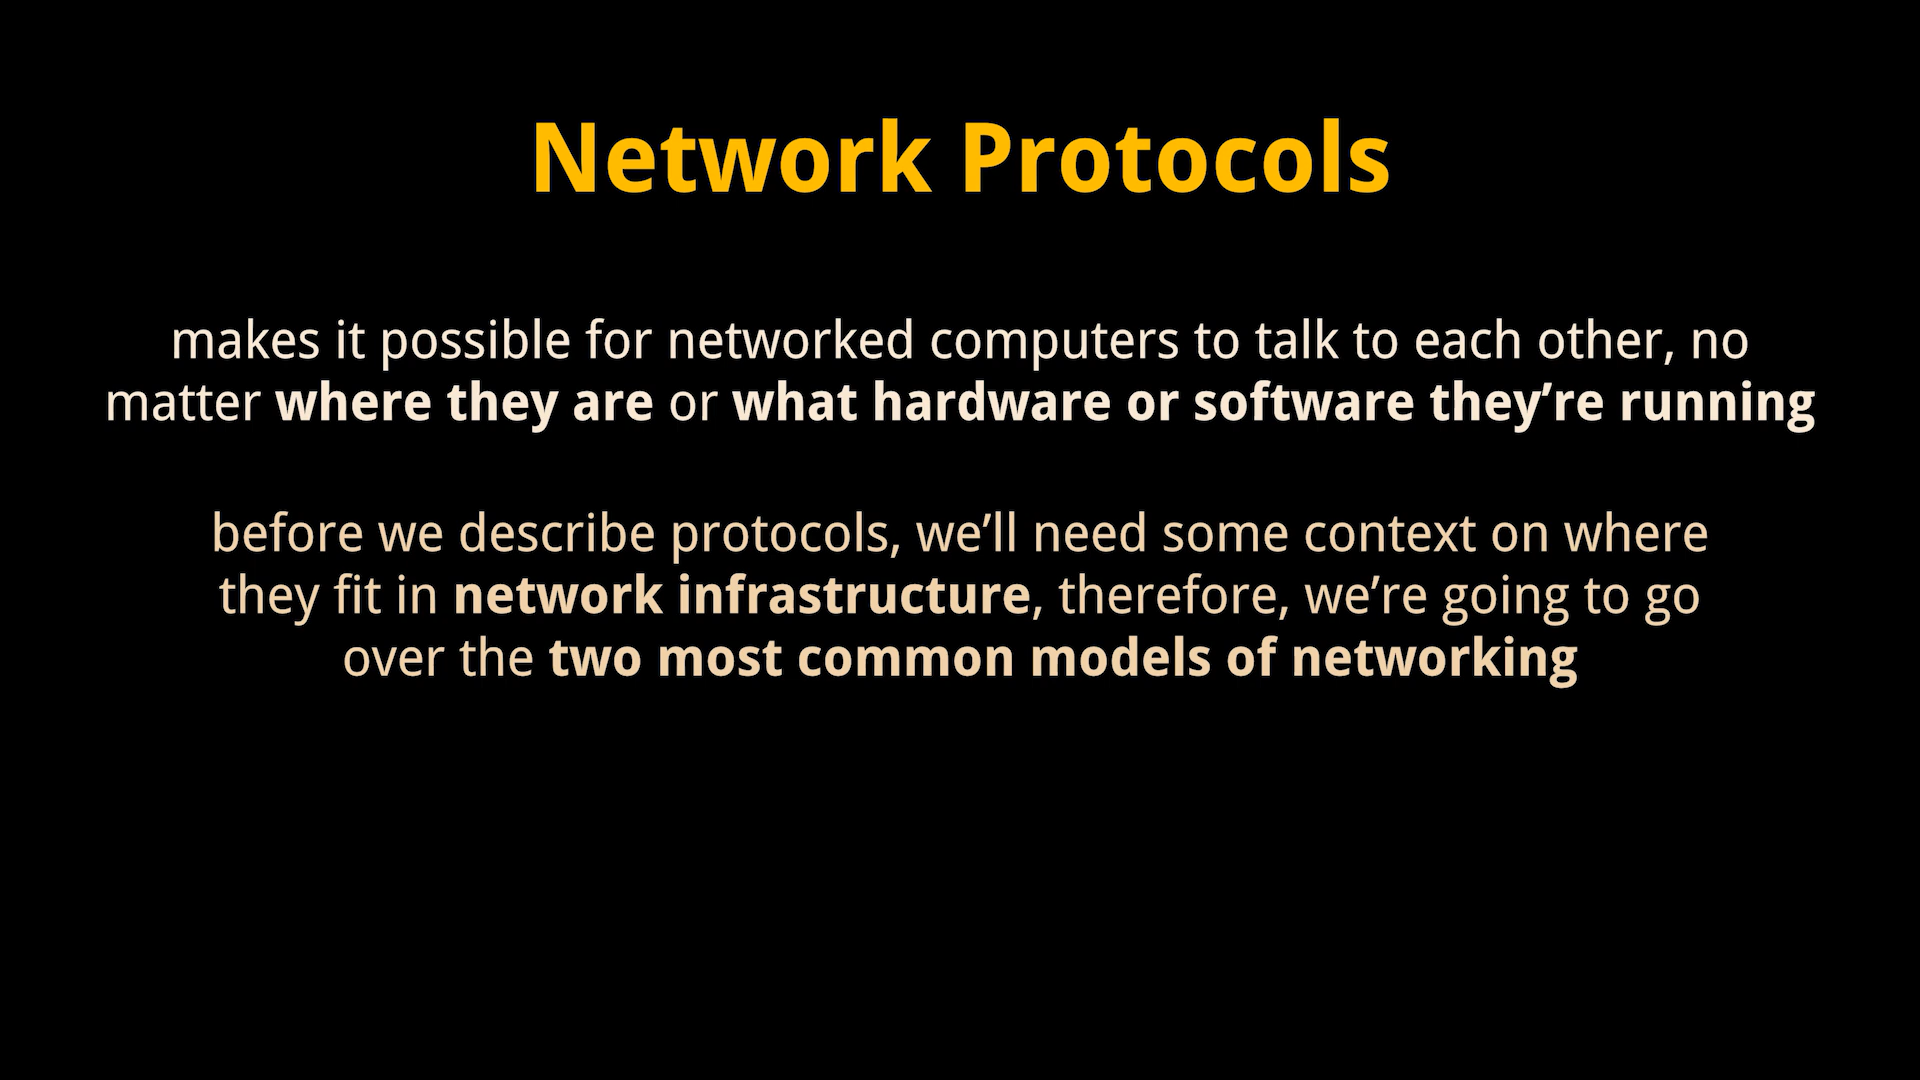 Network Protocols
makes it possible for networked computers to talk to each other, no
matter where they are or what hardware or software they’re running
before we describe protocols, we’ll need some context on where
they fit in network infrastructure, therefore, we’re going to go
over the two most common models of networking